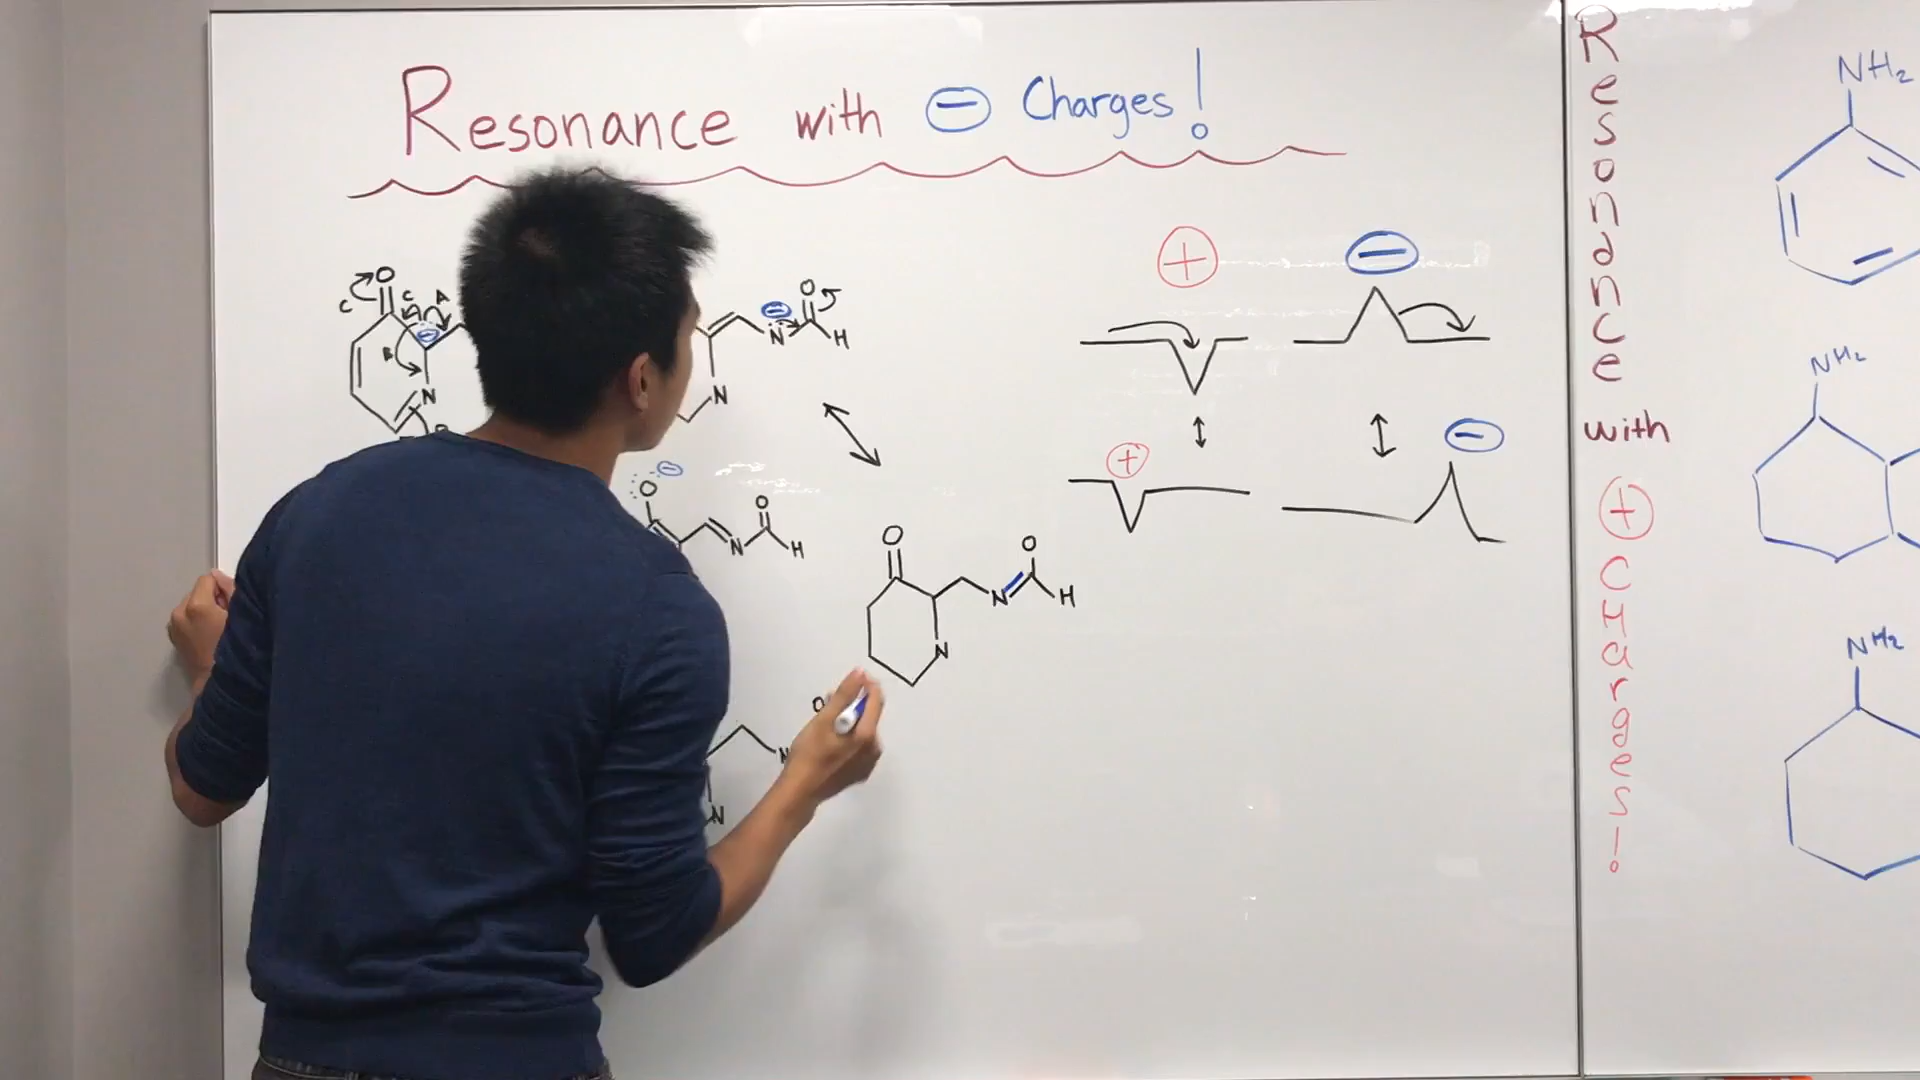 Resonance with ⊖ Charges!
O
C
C
A
⊖
B
N
⊖
O
N
H
N
O
⊖
O
N
H
O
O
N
H
N
O
N
N
+
−
+
−
Resonance
with
+
CHarges!
NH2
NH2
NH2